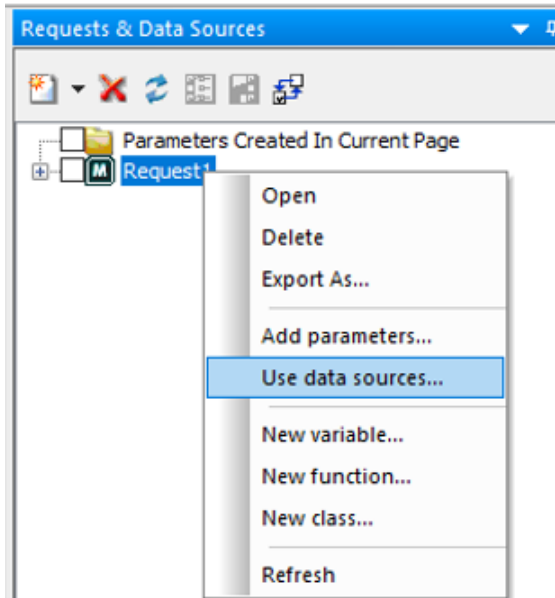 Requests & Data Sources
Parameters Created In Current Page
Request1
Open
Delete
Export As...
Add parameters...
Use data sources...
New variable...
New function...
New class...
Refresh